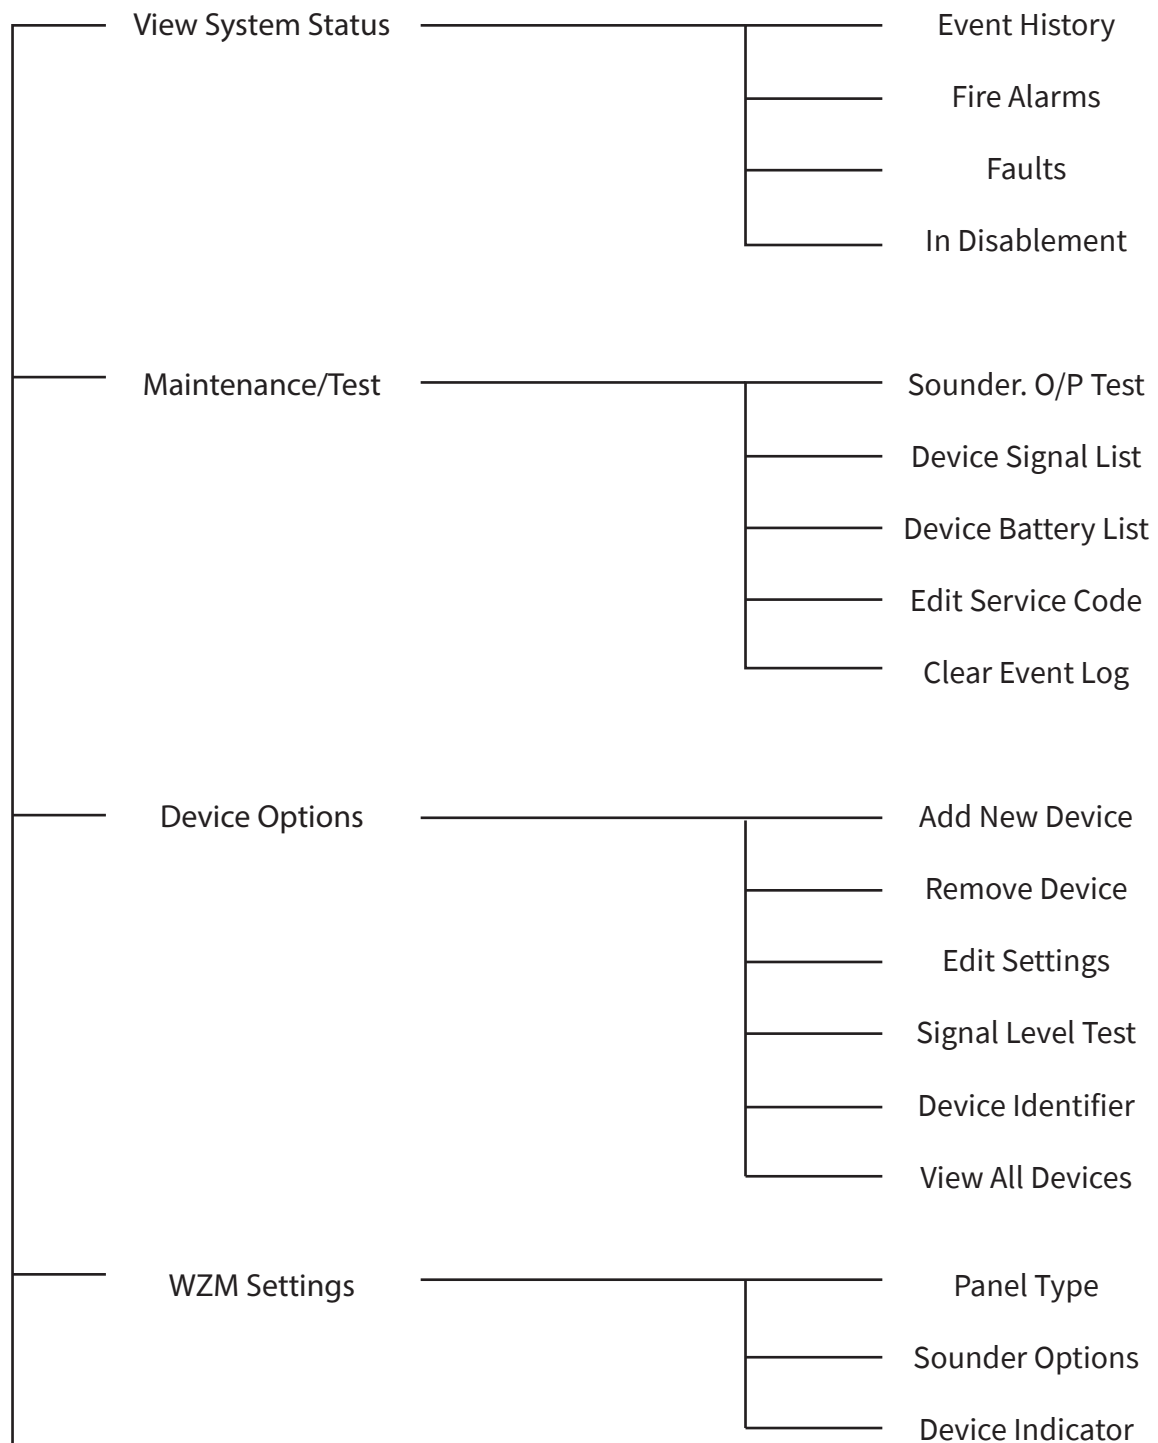 View System Status
Event History
Fire Alarms
Faults
In Disablement
Maintenance/Test
Sounder. O/P Test
Device Signal List
Device Battery List
Edit Service Code
Clear Event Log
Device Options
Add New Device
Remove Device
Edit Settings
Signal Level Test
Device Identifier
View All Devices
WZM Settings
Panel Type
Sounder Options
Device Indicator